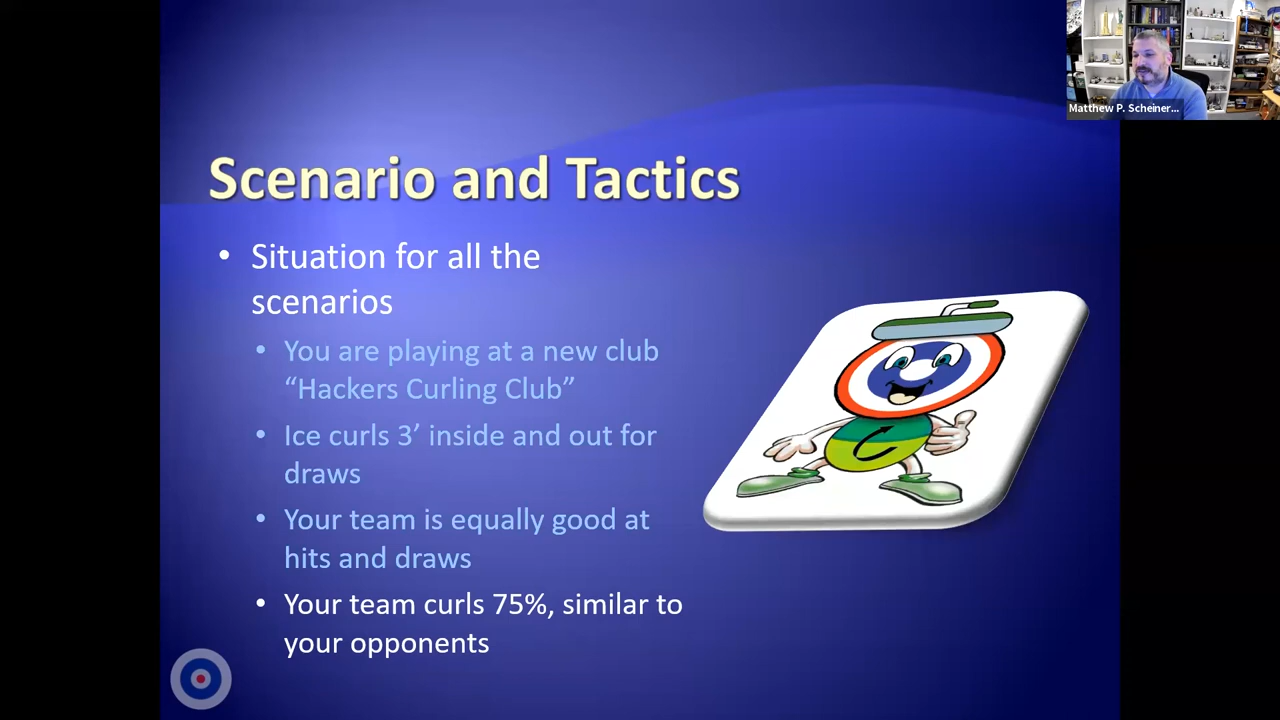 Matthew P. Scheiner...
Scenario and Tactics
• Situation for all the
scenarios
• You are playing at a new club
“Hackers Curling Club”
• Ice curls 3’ inside and out for
draws
• Your team is equally good at
hits and draws
• Your team curls 75%, similar to
your opponents